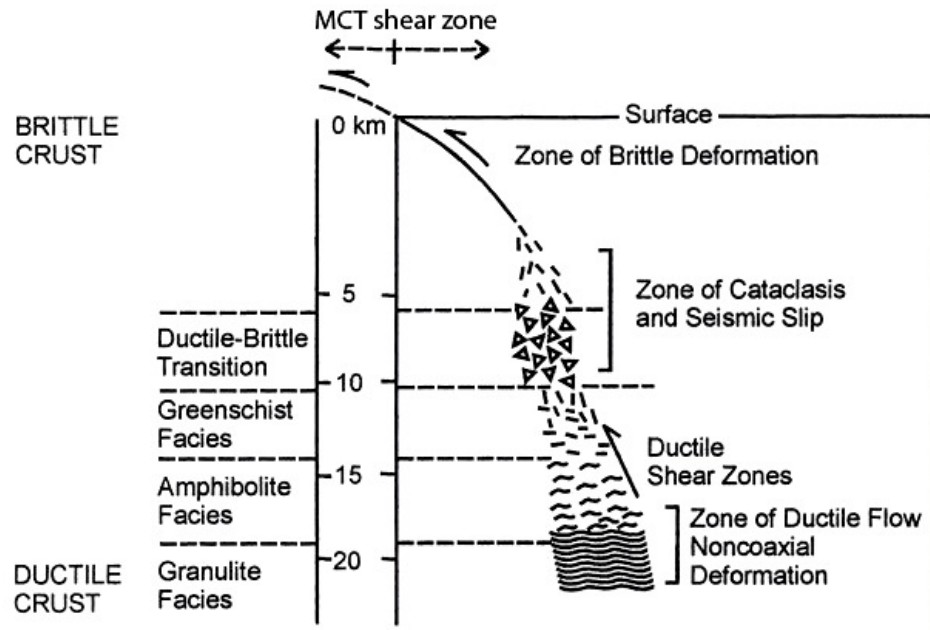 MCT shear zone
BRITTLE
CRUST
0 km
Surface
Zone of Brittle Deformation
5
Zone of Cataclasis
and Seismic Slip
Ductile-Brittle
Transition
10
Greenschist
Facies
Ductile
Shear Zones
15
Amphibolite
Facies
Zone of Ductile Flow
Noncoaxial
Deformation
20
DUCTILE
CRUST
Granulite
Facies